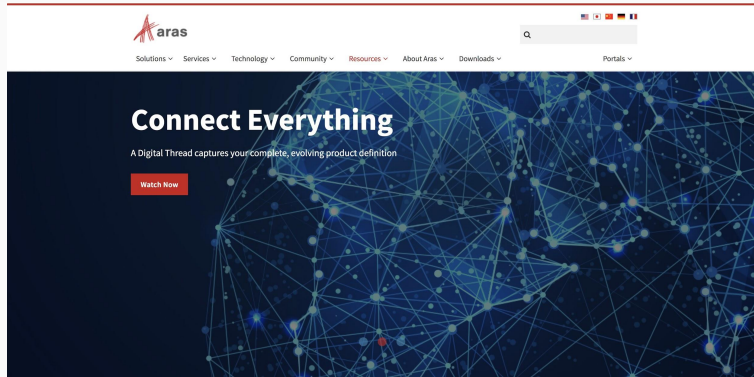 aras
Solutions Services Technology Community Resources About Aras Downloads Portals
Connect Everything
A Digital Thread captures your complete, evolving product definition
Watch Now